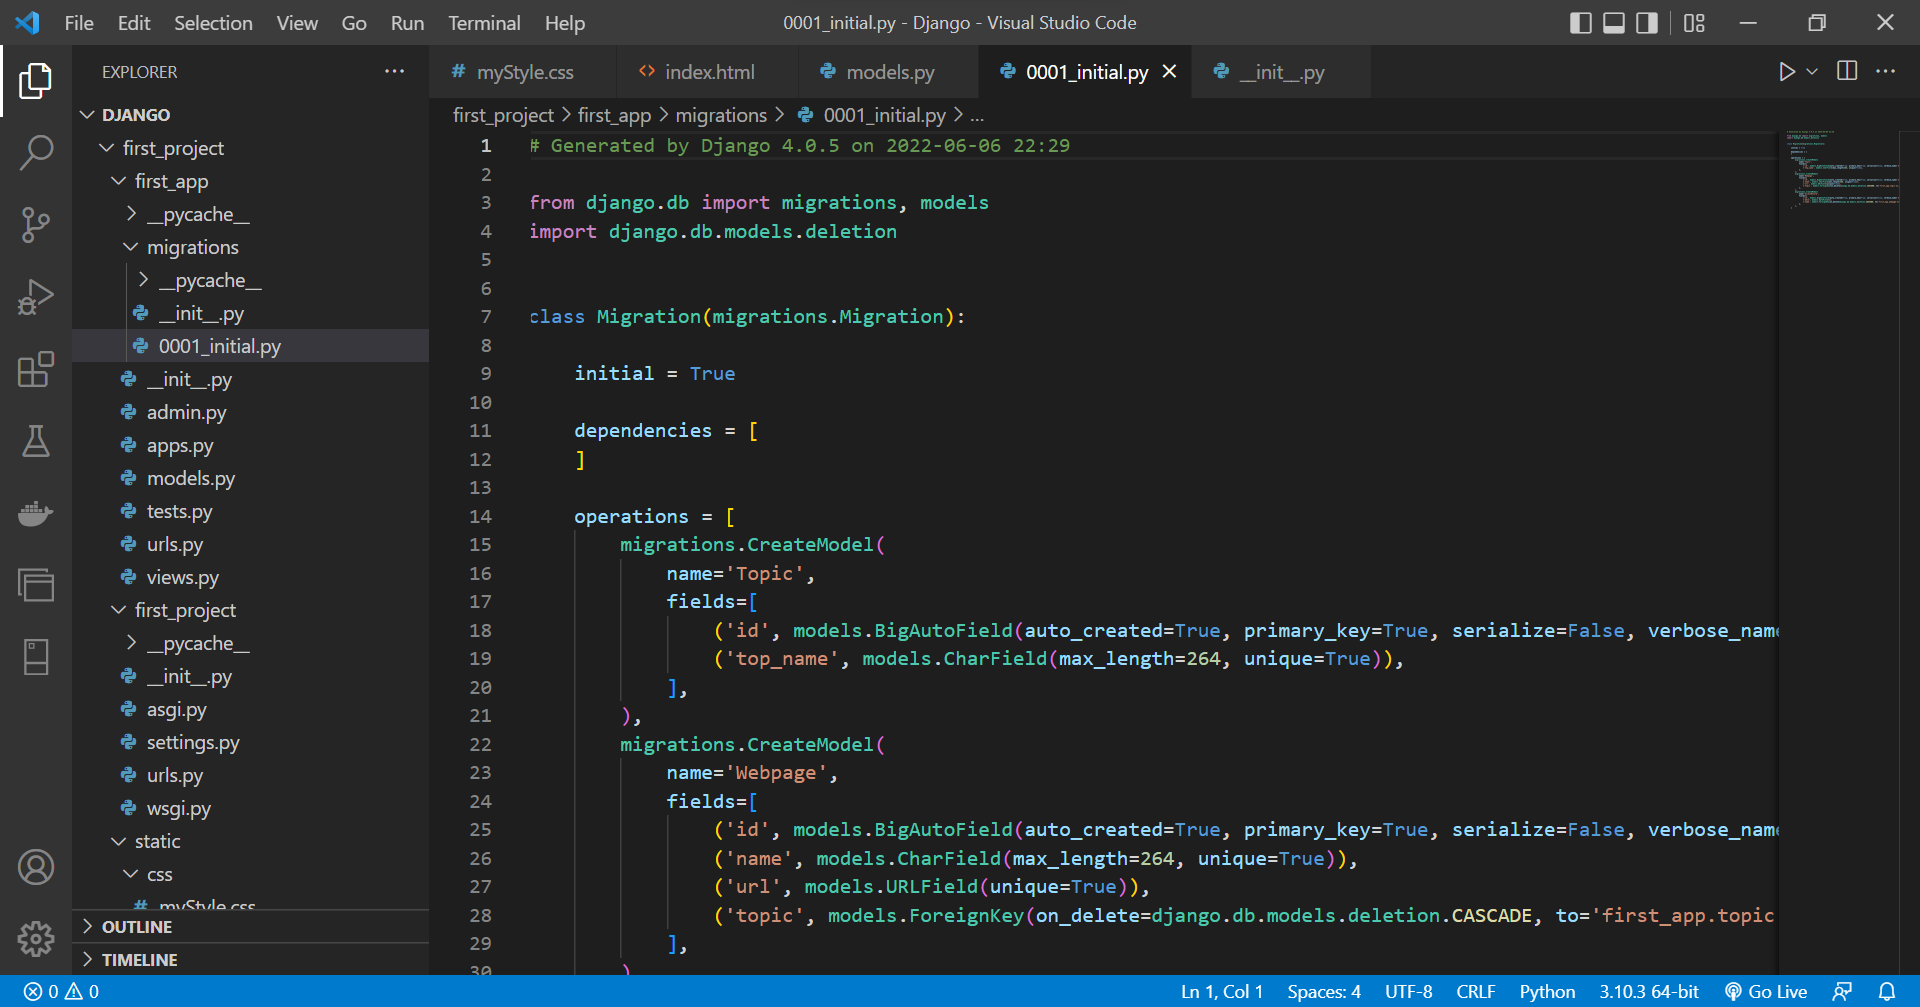 File Edit Selection View Go Run Terminal Help
0001_initial.py - Django - Visual Studio Code
EXPLORER
DJANGO
first_project
first_app
__pycache__
migrations
__pycache__
__init__.py
0001_initial.py
__init__.py
admin.py
apps.py
models.py
tests.py
urls.py
views.py
first_project
__pycache__
__init__.py
asgi.py
settings.py
urls.py
wsgi.py
static
css
myStyle.css
OUTLINE
TIMELINE
myStyle.css index.html models.py 0001_initial.py __init__.py
first_project > first_app > migrations > 0001_initial.py > ...
1 # Generated by Django 4.0.5 on 2022-06-06 22:29
2
3 from django.db import migrations, models
4 import django.db.models.deletion
5
6
7 class Migration(migrations.Migration):
8
9     initial = True
10
11     dependencies = [
12     ]
13
14     operations = [
15         migrations.CreateModel(
16             name='Topic',
17             fields=[
18                 ('id', models.BigAutoField(auto_created=True, primary_key=True, serialize=False, verbose_name
19                 ('top_name', models.CharField(max_length=264, unique=True)),
20             ],
21         ),
22         migrations.CreateModel(
23             name='Webpage',
24             fields=[
25                 ('id', models.BigAutoField(auto_created=True, primary_key=True, serialize=False, verbose_name
26                 ('name', models.CharField(max_length=264, unique=True)),
27                 ('url', models.URLField(unique=True)),
28                 ('topic', models.ForeignKey(on_delete=django.db.models.deletion.CASCADE, to='first_app.topic
29             ],
30         )
0 0 Ln 1, Col 1 Spaces: 4 UTF-8 CRLF Python 3.10.3 64-bit Go Live